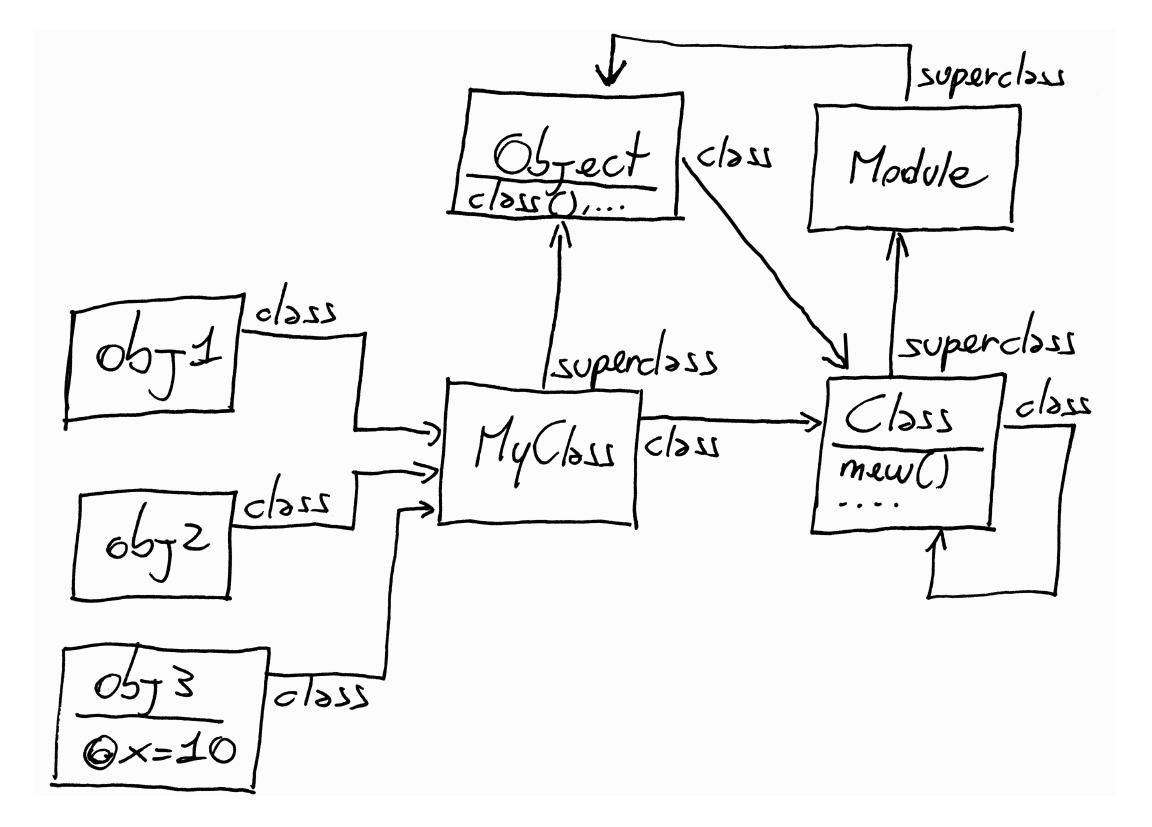 superclass
Object
class
Module
class(),...
class
obj1
superclass
superclass
Class
class
MyClass
class
new()
....
class
obj2
obj3
class
@x=10